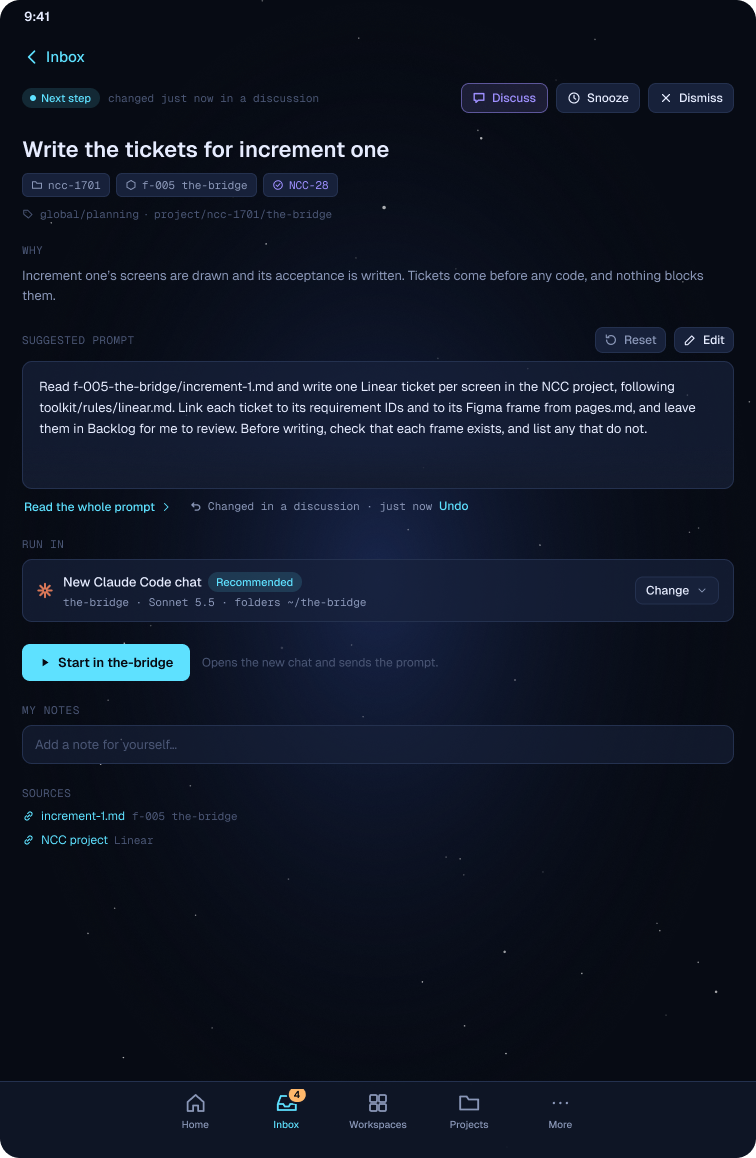 9:41
Inbox
Next step changed just now in a discussion Discuss Snooze Dismiss
Write the tickets for increment one
ncc-1701 f-005 the-bridge NCC-28
global/planning · project/ncc-1701/the-bridge
WHY
Increment one's screens are drawn and its acceptance is written. Tickets come before any code, and nothing blocks
them.
SUGGESTED PROMPT Reset Edit
Read f-005-the-bridge/increment-1.md and write one Linear ticket per screen in the NCC project, following
toolkit/rules/linear.md. Link each ticket to its requirement IDs and to its Figma frame from pages.md, and leave
them in Backlog for me to review. Before writing, check that each frame exists, and list any that do not.
Read the whole prompt Changed in a discussion · just now Undo
RUN IN
New Claude Code chat Recommended
the-bridge · Sonnet 5.5 · folders ~/the-bridge
Change
Start in the-bridge Opens the new chat and sends the prompt.
MY NOTES
Add a note for yourself…
SOURCES
increment-1.md f-005 the-bridge
NCC project Linear
4
Home Inbox Workspaces Projects More